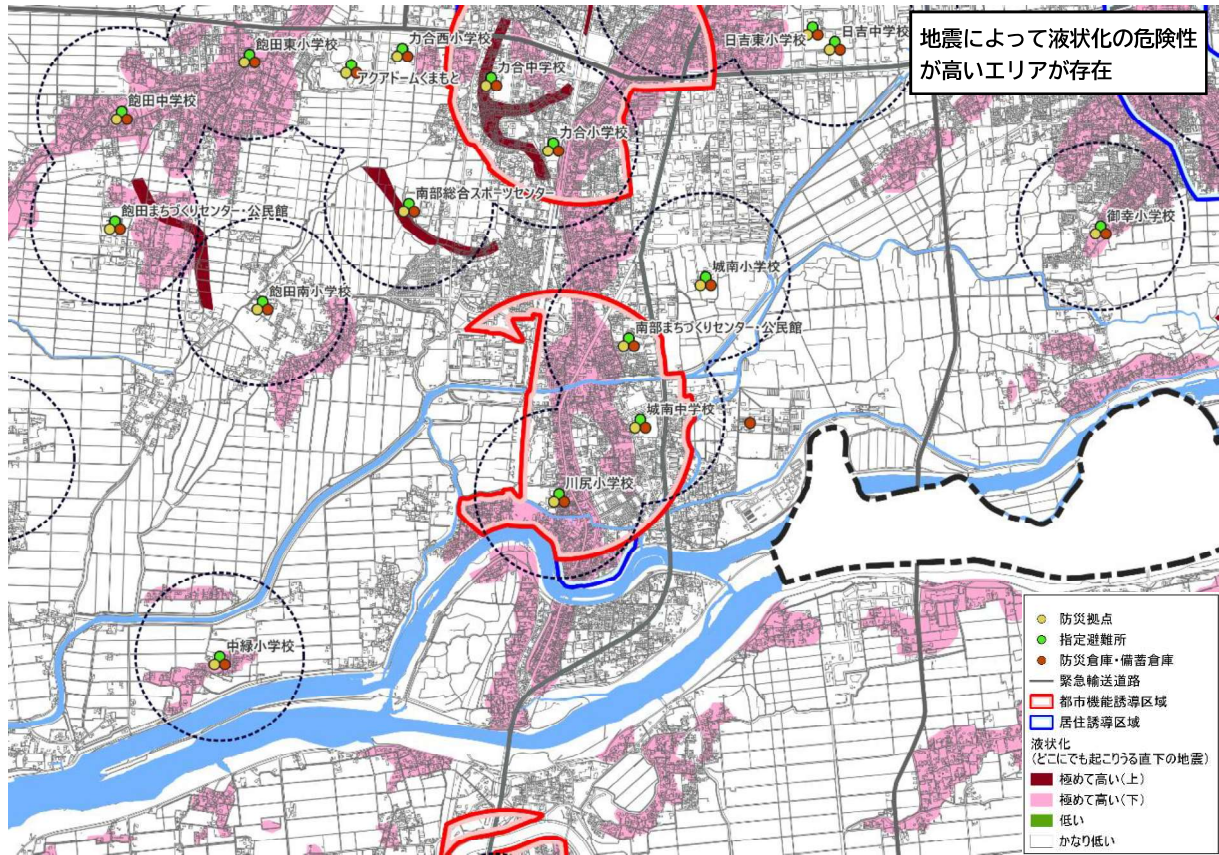 地震によって液状化の危険性
が高いエリアが存在
飽田東小学校
力合西小学校
アクアドームくまもと
力合中学校
日吉東小学校
日吉中学校
飽田中学校
力合小学校
南部総合スポーツセンター
飽田まちづくりセンター・公民館
御幸小学校
城南小学校
飽田南小学校
南部まちづくりセンター・公民館
城南中学校
川尻小学校
中緑小学校
防災拠点
指定避難所
防災倉庫・備蓄倉庫
緊急輸送道路
都市機能誘導区域
居住誘導区域
液状化
(どこにでも起こりうる直下の地震)
極めて高い(上)
極めて高い(下)
低い
かなり低い